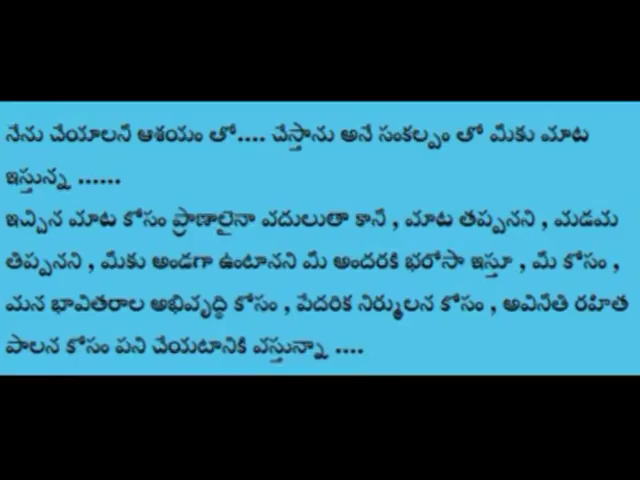 నేను చేయాలనే ఆశయం తో.... చేస్తాను అనే సంకల్పం తో మీకు మాట
ఇస్తున్న ......
ఇచ్చిన మాట కోసం ప్రాణాలైనా వదులుతా కానీ , మాట తప్పనని , మడమ
తిప్పనని , మీకు అండగా ఉంటానని మీ అందరకి భరోసా ఇస్తూ , మీ కోసం ,
మన భావితరాల అభివృద్ధి కోసం , పేదరిక నిర్ములన కోసం , అవినీతి రహిత
పాలన కోసం పని చేయటానికి వస్తున్నా ....